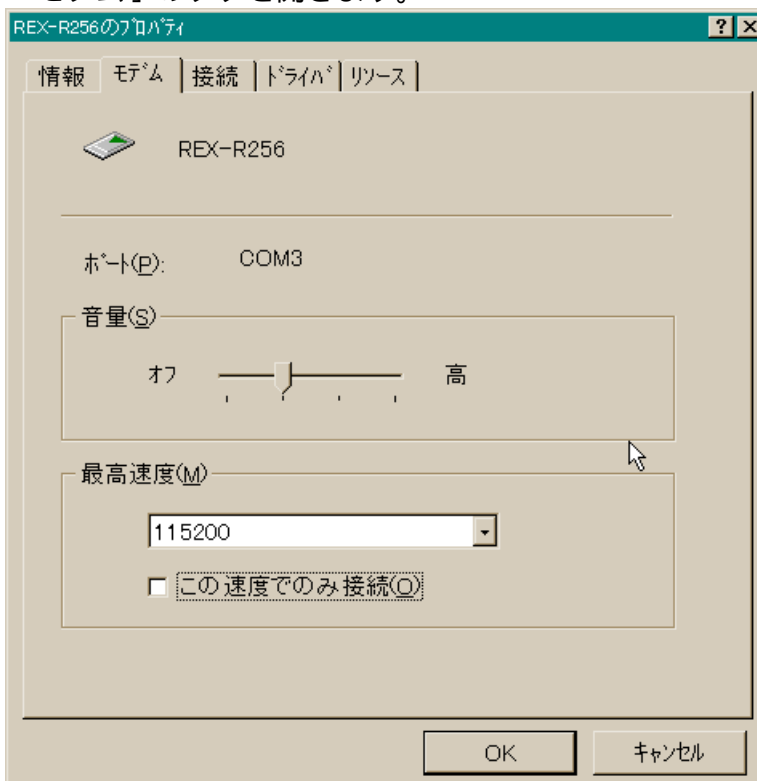 REX-R256のﾌﾟﾛﾊﾟﾃｨ
情報 ﾓﾃﾞﾑ 接続 ﾄﾞﾗｲﾊﾞ ﾘｿｰｽ
REX-R256
ﾎﾟｰﾄ(P): COM3
音量(S)
ｵﾌ 高
最高速度(M)
115200
この速度でのみ接続(O)
OK ｷｬﾝｾﾙ